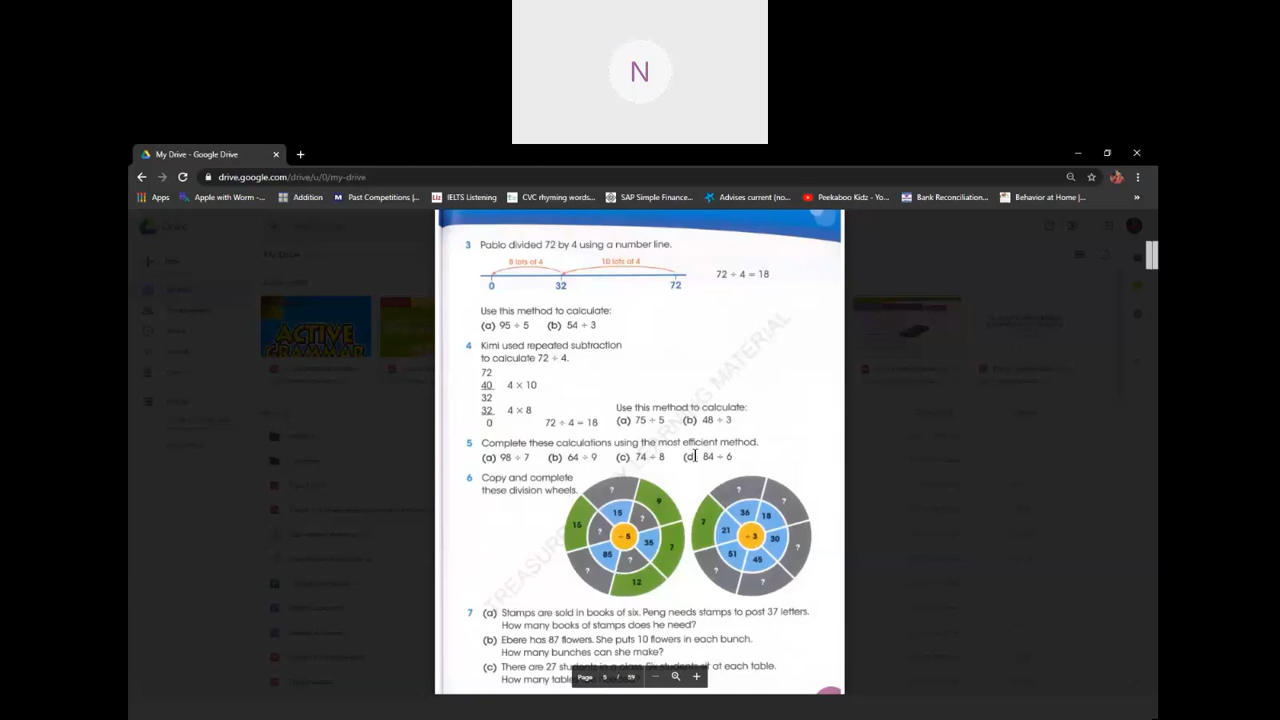 N
My Drive - Google Drive
drive.google.com/drive/u/0/my-drive
Apps
Apple with Worm -...
Addition
Past Competitions |...
IELTS Listening
CVC rhyming words...
SAP Simple Finance...
Advises current (no...
Peekaboo Kidz - Yo...
Bank Reconciliation...
Behavior at Home |...
»
3 Pablo divided 72 by 4 using a number line.
8 lots of 4 10 lots of 4
72 ÷ 4 = 18
0 32 72
Use this method to calculate:
(a) 95 ÷ 5 (b) 54 ÷ 3
4 Kimi used repeated subtraction
to calculate 72 ÷ 4.
72
40 4 × 10
32
32 4 × 8
0 72 ÷ 4 = 18
Use this method to calculate:
(a) 75 ÷ 5 (b) 48 ÷ 3
5 Complete these calculations using the most efficient method.
(a) 98 ÷ 7 (b) 64 ÷ 9 (c) 74 ÷ 8 (d) 84 ÷ 6
6 Copy and complete
these division wheels.
? 9 7 12 ? 15
15 ? 35 ? 85 ?
÷ 5
? ? ? ? ? 7
36 18 30 45 51 21
÷ 3
7 (a) Stamps are sold in books of six. Peng needs stamps to post 37 letters.
How many books of stamps does he need?
(b) Ebere has 87 flowers. She puts 10 flowers in each bunch.
How many bunches can she make?
(c) There are 27 students in a class. Six students sit at each table.
How many table
Page 5 / 59
ACTIVE
GRAMMAR